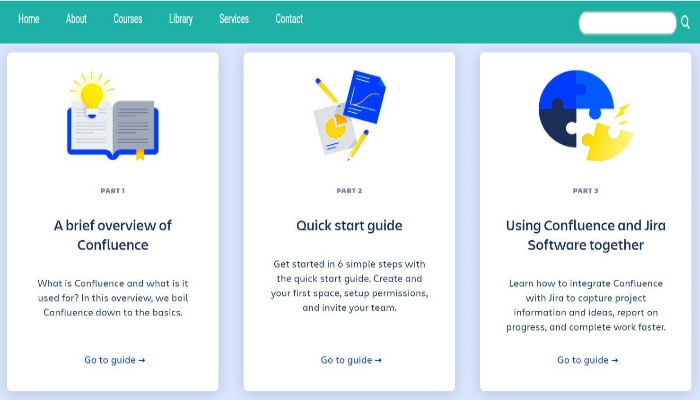 Home About Courses Library Services Contact
PART 1
A brief overview of
Confluence
What is Confluence and what is it
used for? In this overview, we boil
Confluence down to the basics.
Go to guide →
PART 2
Quick start guide
Get started in 6 simple steps with
the quick start guide. Create and
your first space, setup permissions,
and invite your team.
Go to guide →
PART 3
Using Confluence and Jira
Software together
Learn how to integrate Confluence
with Jira to capture project
information and ideas, report on
progress, and complete work faster.
Go to guide →